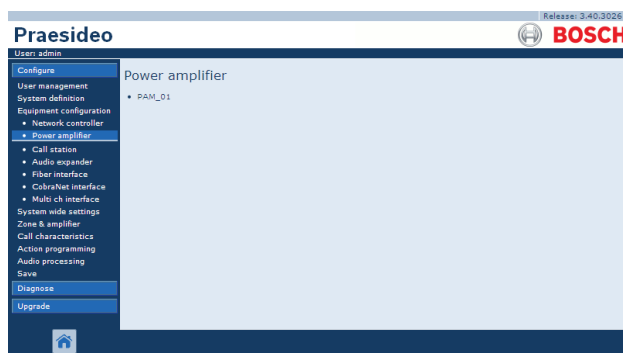 Release: 3.40.3026
Praesideo
BOSCH
User: admin
Configure
User management
System definition
Equipment configuration
• Network controller
• Power amplifier
• Call station
• Audio expander
• Fiber interface
• CobraNet interface
• Multi ch interface
System wide settings
Zone & amplifier
Call characteristics
Action programming
Audio processing
Save
Diagnose
Upgrade
Power amplifier
• PAM_01